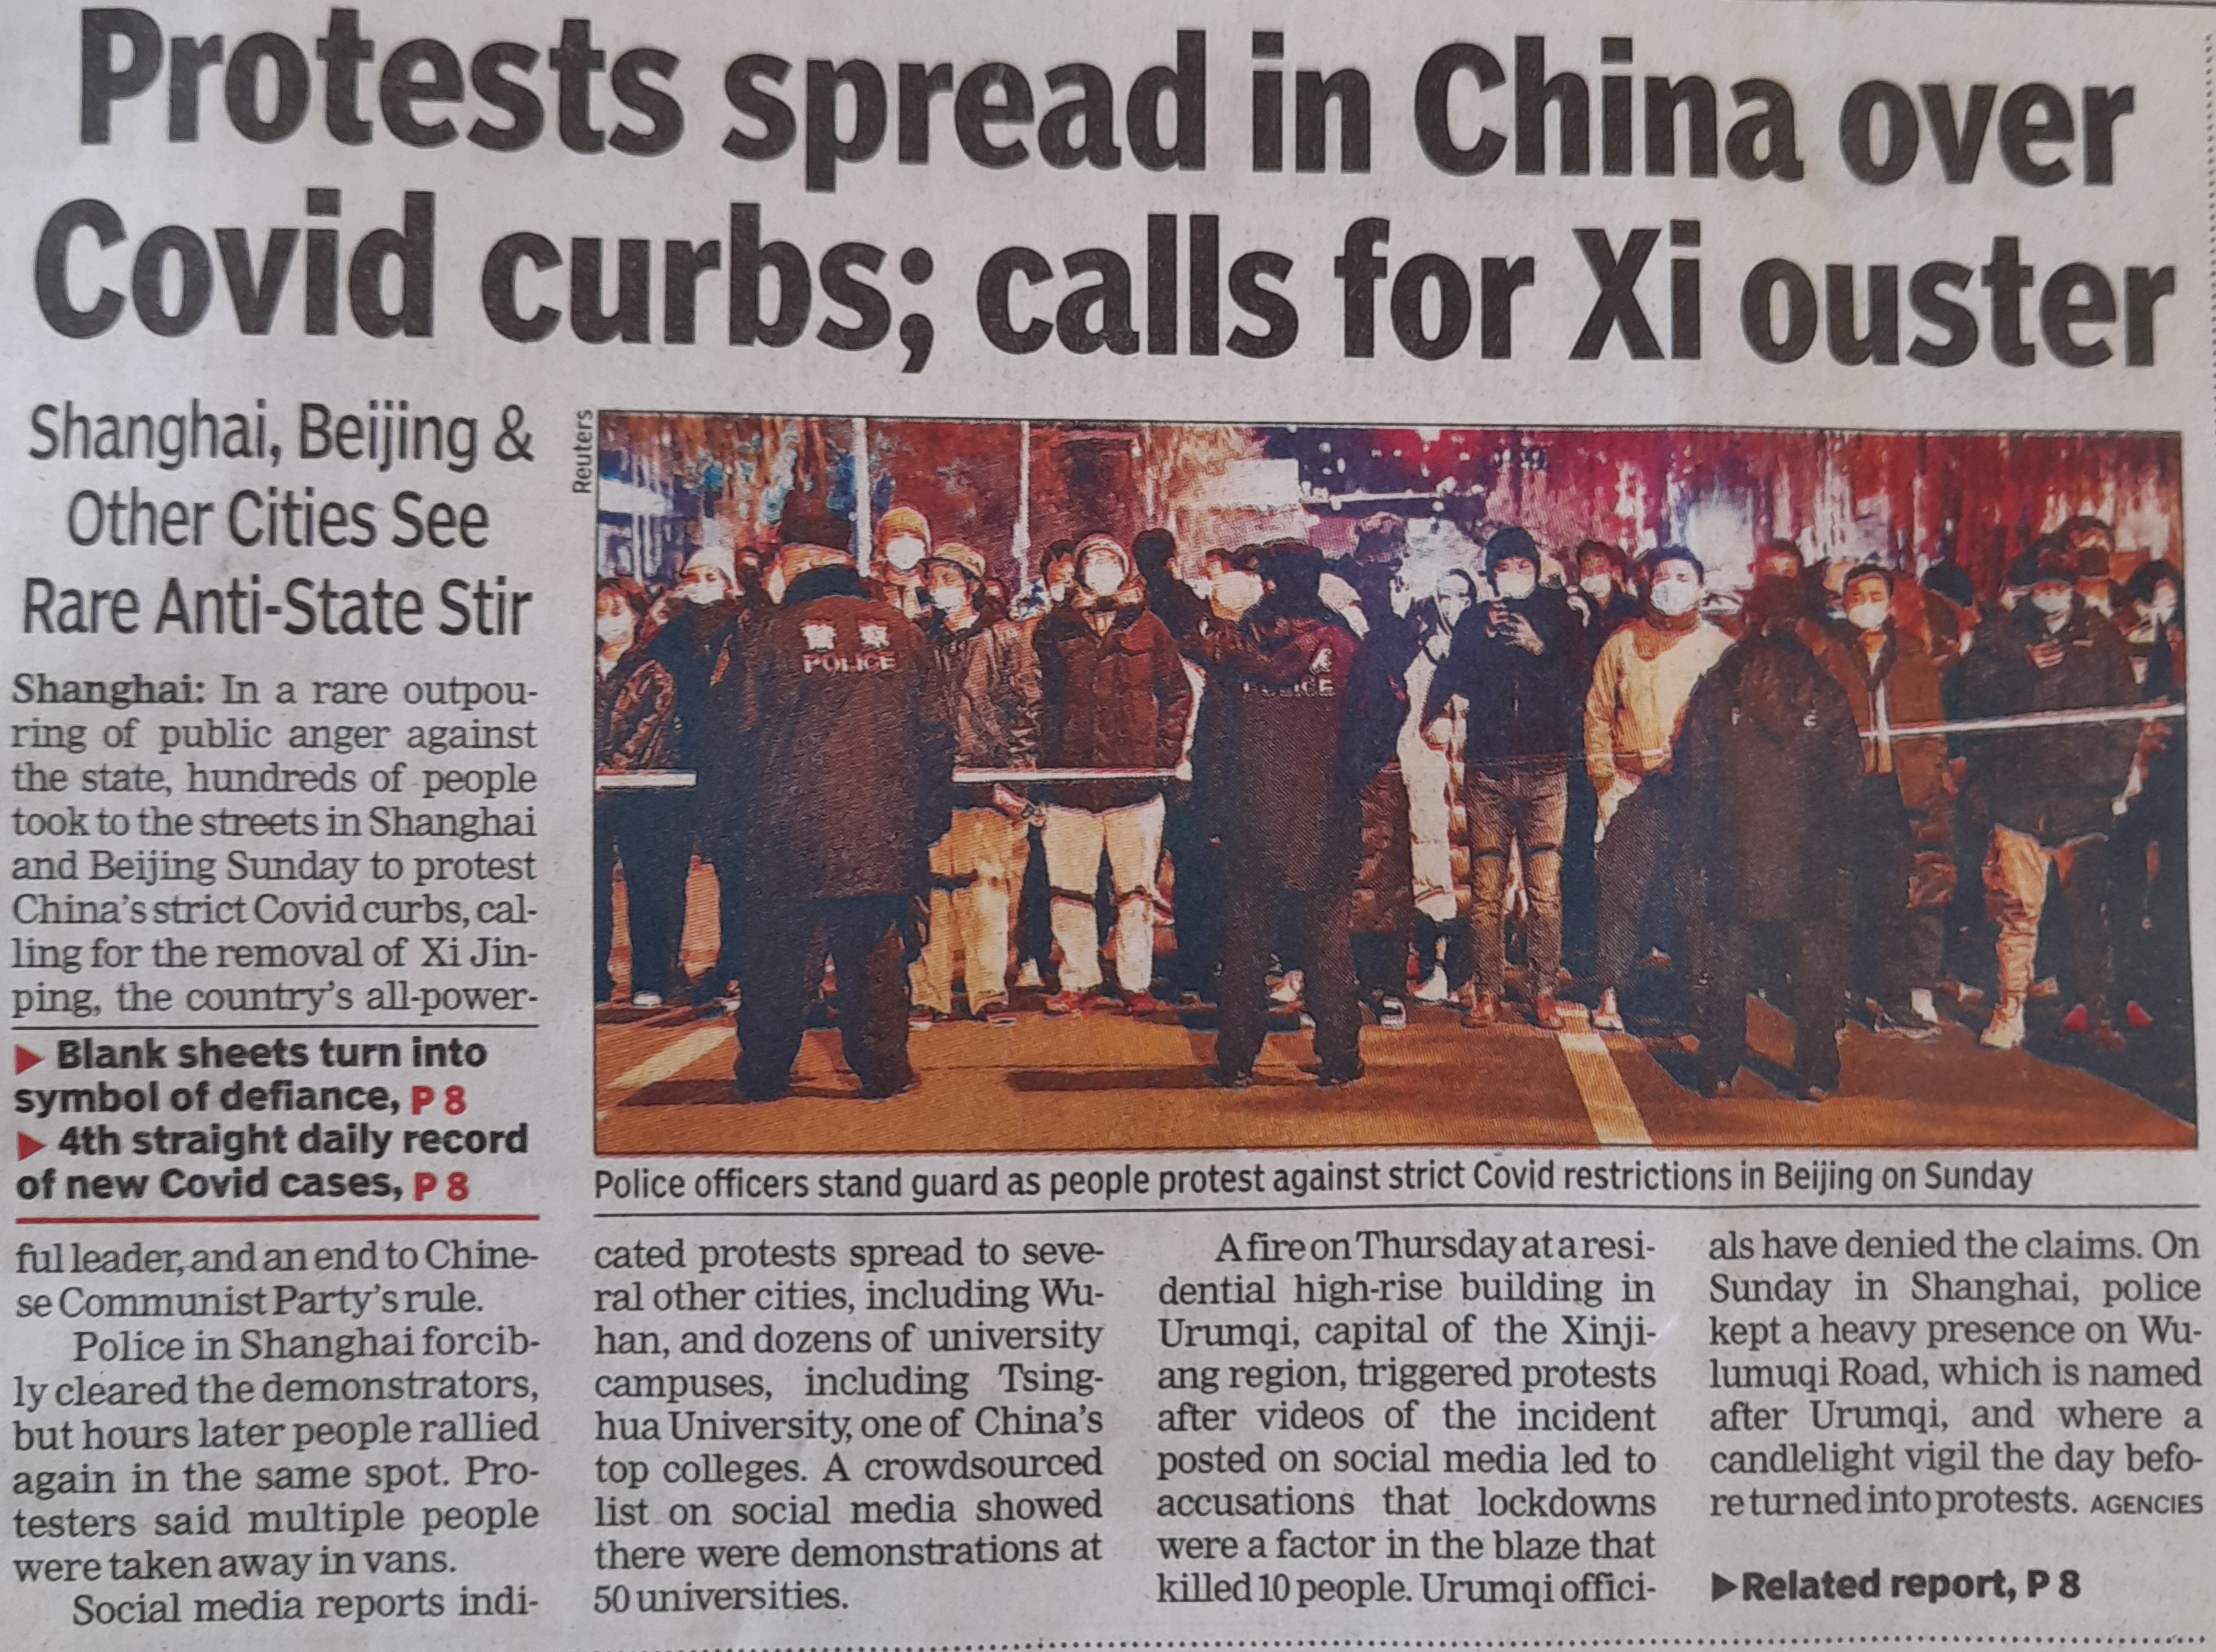 Protests spread in China over
Covid curbs; calls for Xi ouster
Shanghai, Beijing &
Other Cities See
Rare Anti-State Stir
Shanghai: In a rare outpou-
ring of public anger against
the state, hundreds of people
took to the streets in Shanghai
and Beijing Sunday to protest
China's strict Covid curbs, cal-
ling for the removal of Xi Jin-
ping, the country's all-power-
▶ Blank sheets turn into
symbol of defiance, P 8
▶ 4th straight daily record
of new Covid cases, P 8
ful leader, and an end to Chine-
se Communist Party's rule.
Police in Shanghai forcib-
ly cleared the demonstrators,
but hours later people rallied
again in the same spot. Pro-
testers said multiple people
were taken away in vans.
Social media reports indi-
Reuters
警 察
POLICE
POLICE
Police officers stand guard as people protest against strict Covid restrictions in Beijing on Sunday
cated protests spread to seve-
ral other cities, including Wu-
han, and dozens of university
campuses, including Tsing-
hua University, one of China's
top colleges. A crowdsourced
list on social media showed
there were demonstrations at
50 universities.
A fire on Thursday at a resi-
dential high-rise building in
Urumqi, capital of the Xinji-
ang region, triggered protests
after videos of the incident
posted on social media led to
accusations that lockdowns
were a factor in the blaze that
killed 10 people. Urumqi offici-
als have denied the claims. On
Sunday in Shanghai, police
kept a heavy presence on Wu-
lumuqi Road, which is named
after Urumqi, and where a
candlelight vigil the day befo-
re turned into protests. AGENCIES
▶Related report, P 8